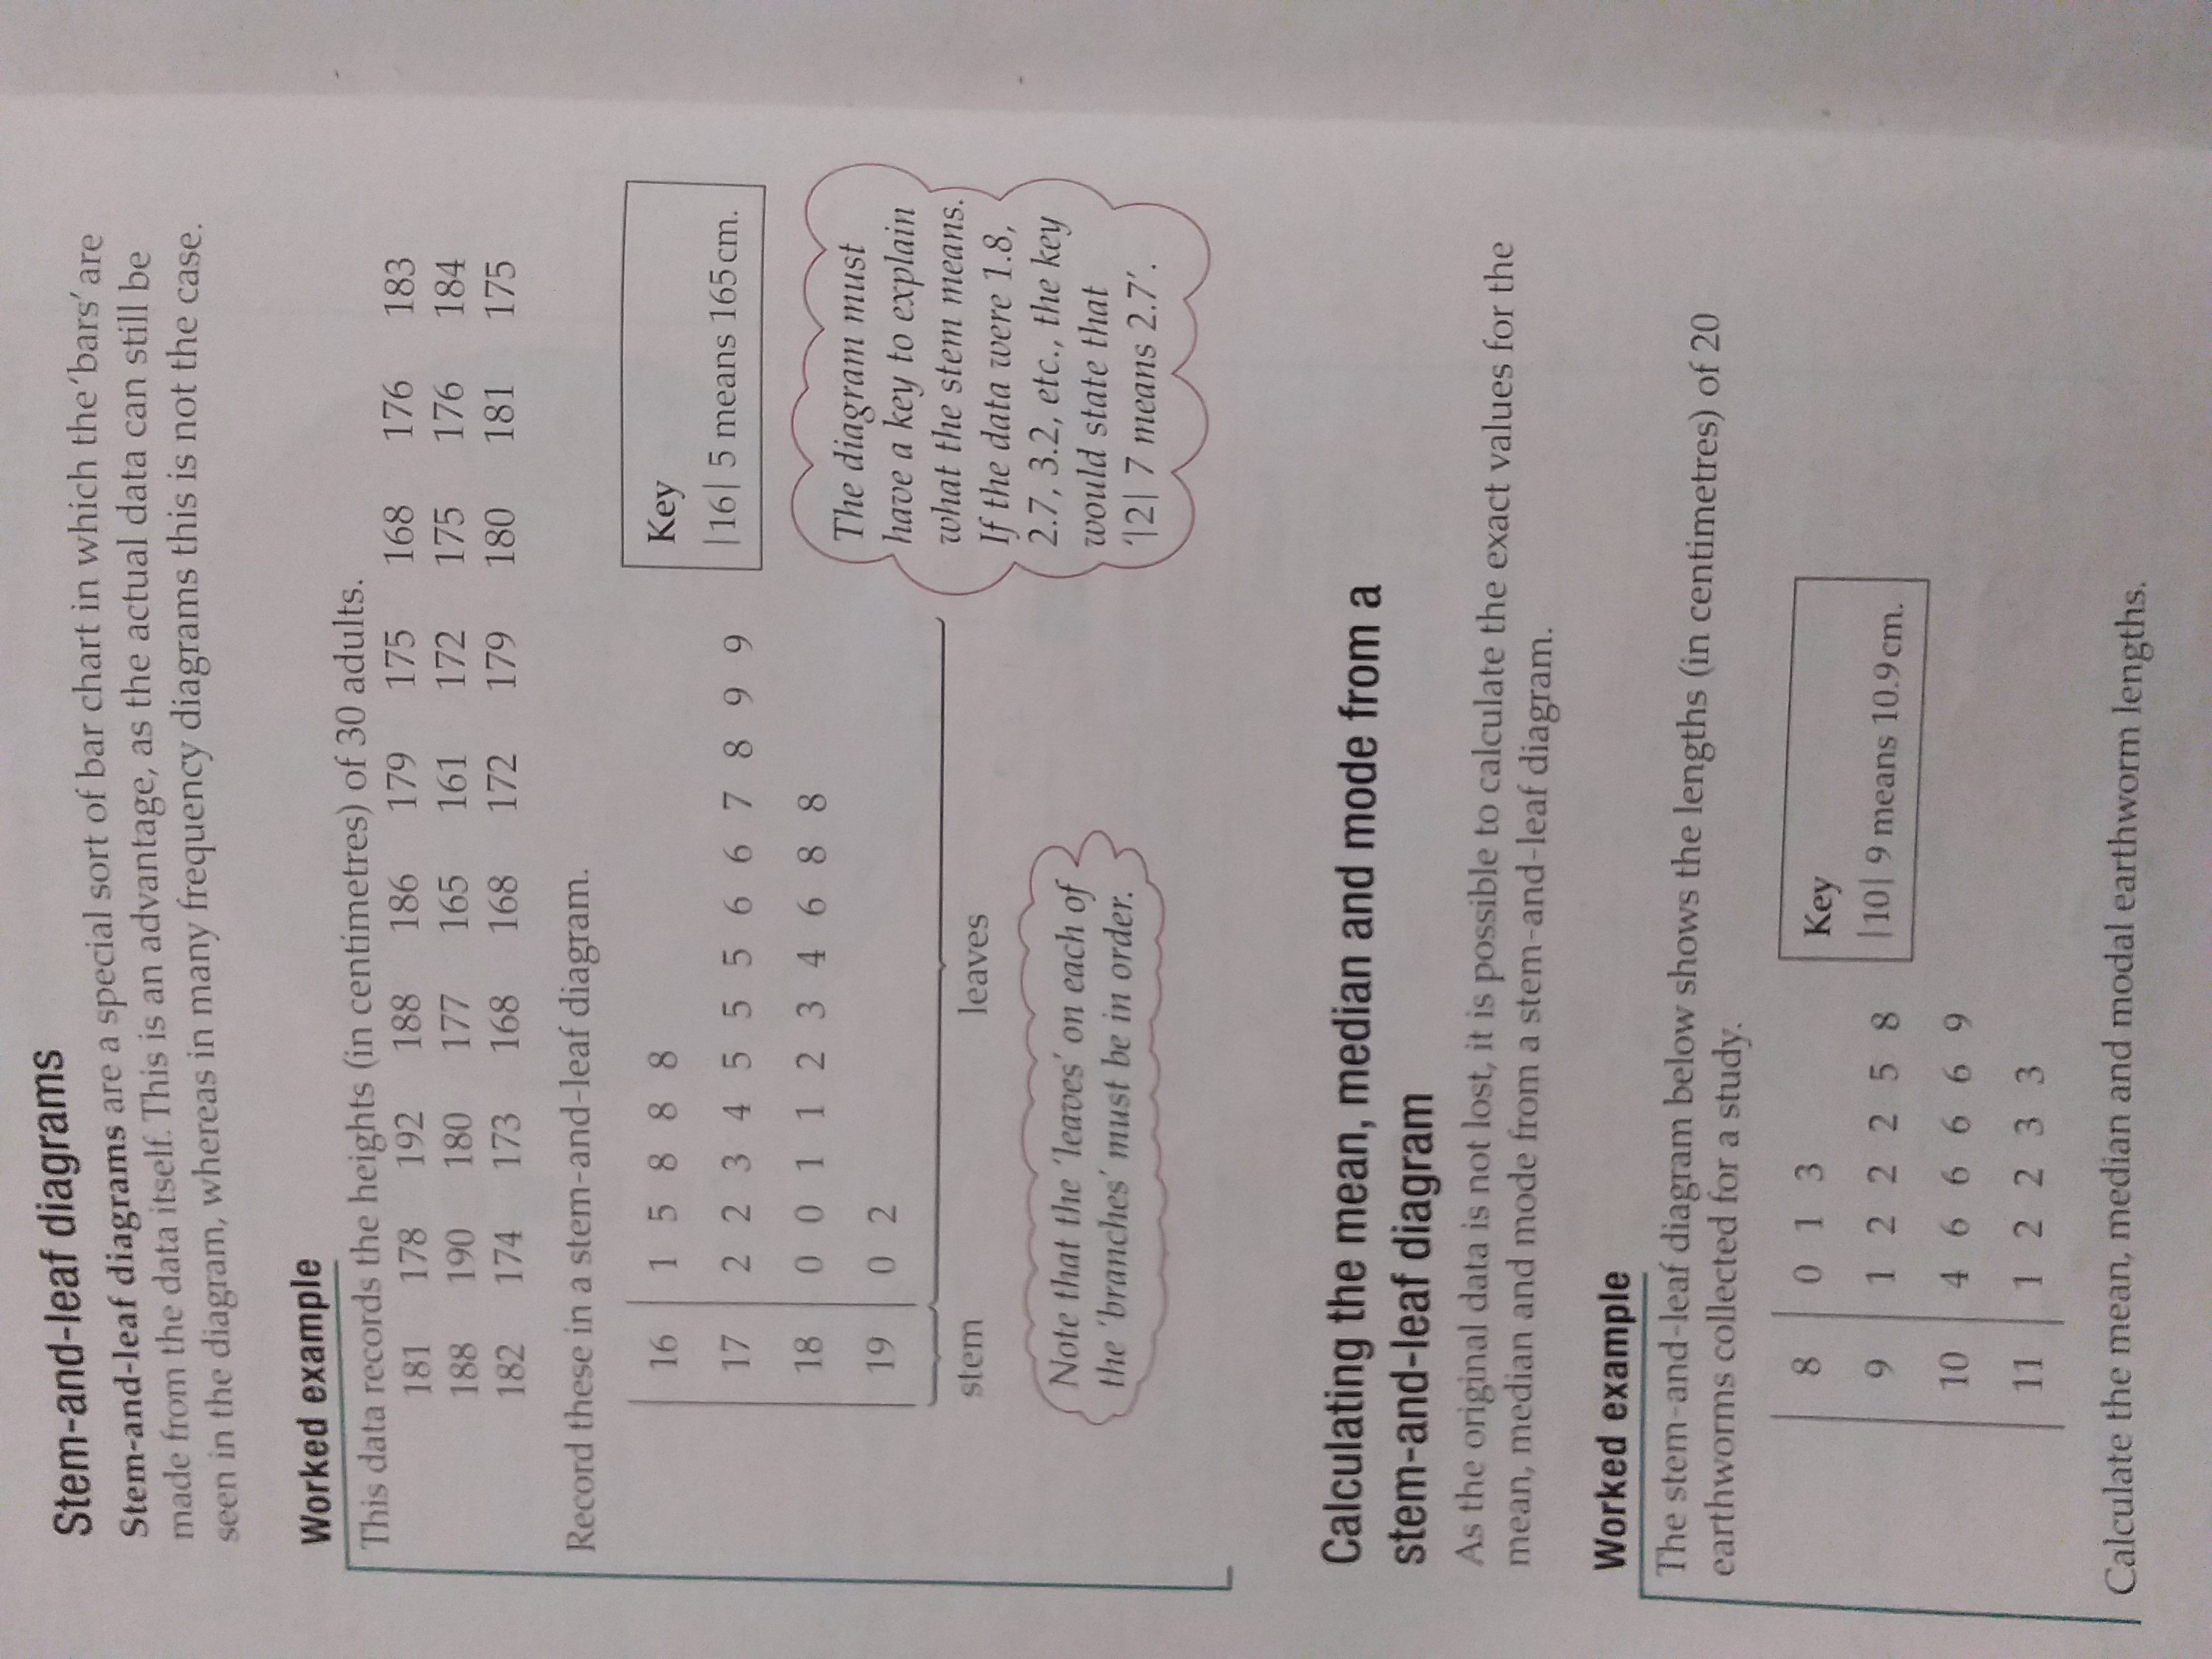 Stem-and-leaf diagrams
Stem-and-leaf diagrams are a special sort of bar chart in which the 'bars' are
made from the data itself. This is an advantage, as the actual data can still be
seen in the diagram, whereas in many frequency diagrams this is not the case.
Worked example
This data records the heights (in centimetres) of 30 adults.
181 178 192 188 186 179 175 168 176 183
188 190 180 177 165 161 172 175 176 184
182 174 173 168 168 172 179 180 181 175
Record these in a stem-and-leaf diagram.
16 | 1 5 8 8 8
17 | 2 2 3 4 5 5 5 6 6 7 8 9 9
18 | 0 0 1 1 2 3 4 6 8 8
19 | 0 2
stem leaves
Key
|16| 5 means 165 cm.
Note that the 'leaves' on each of
the 'branches' must be in order.
The diagram must
have a key to explain
what the stem means.
If the data were 1.8,
2.7, 3.2, etc., the key
would state that
'|2| 7 means 2.7'.
Calculating the mean, median and mode from a
stem-and-leaf diagram
As the original data is not lost, it is possible to calculate the exact values for the
mean, median and mode from a stem-and-leaf diagram.
Worked example
The stem-and-leaf diagram below shows the lengths (in centimetres) of 20
earthworms collected for a study.
8 | 0 1 3
9 | 1 2 2 2 5 8
10 | 4 6 6 6 6 9
11 | 1 2 2 3 3
Key
|10| 9 means 10.9 cm.
Calculate the mean, median and modal earthworm lengths.